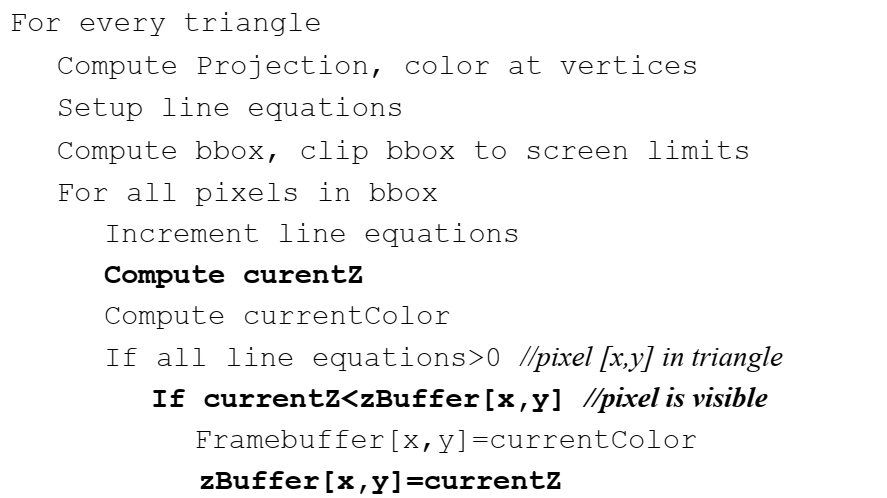 For every triangle
Compute Projection, color at vertices
Setup line equations
Compute bbox, clip bbox to screen limits
For all pixels in bbox
Increment line equations
Compute curentZ
Compute currentColor
If all line equations>0 //pixel [x,y] in triangle
If currentZ<zBuffer[x,y] //pixel is visible
Framebuffer[x,y]=currentColor
zBuffer[x,y]=currentZ